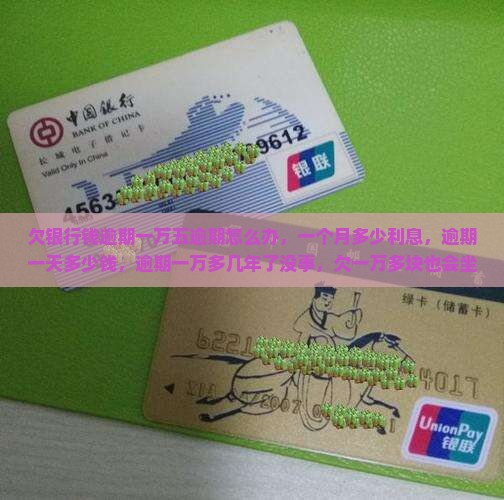 中国银行
BANK OF CHINA
长城电子借记卡
Valid Only in China
4563 9612
银联
欠银行钱逾期一万五逾期怎么办，一个月多少利息，逾期
一天多少钱，逾期一万多几年了没事，欠一万多块也会坐
绿卡（储蓄卡）
/2007
UnionPay
银联